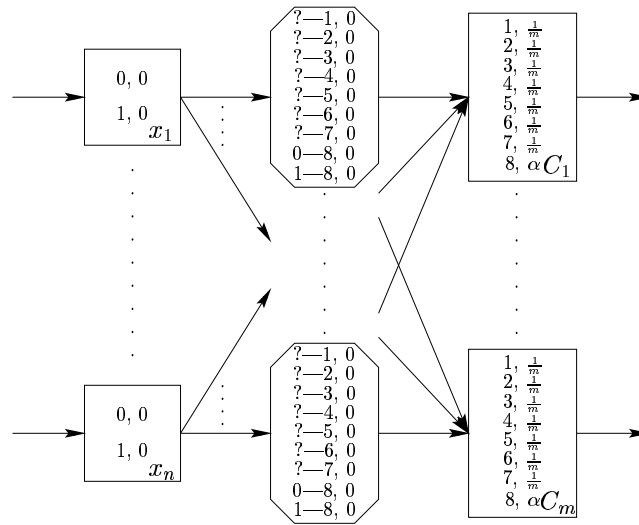 0, 0
1, 0
x₁
?—1, 0
?—2, 0
?—3, 0
?—4, 0
?—5, 0
?—6, 0
?—7, 0
0—8, 0
1—8, 0
1, 1/m
2, 1/m
3, 1/m
4, 1/m
5, 1/m
6, 1/m
7, 1/m
8, α C₁
0, 0
1, 0
xₙ
?—1, 0
?—2, 0
?—3, 0
?—4, 0
?—5, 0
?—6, 0
?—7, 0
0—8, 0
1—8, 0
1, 1/m
2, 1/m
3, 1/m
4, 1/m
5, 1/m
6, 1/m
7, 1/m
8, α Cₘ